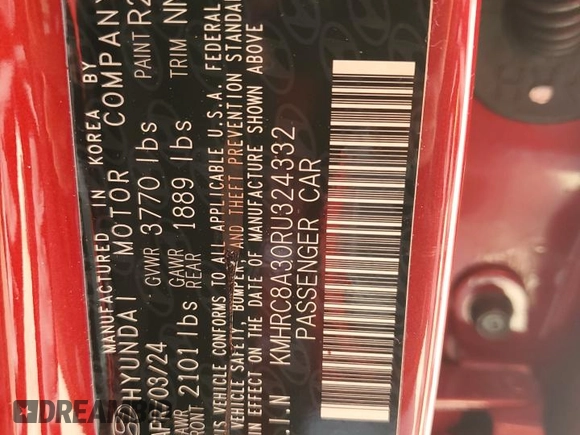 MANUFACTURED IN KOREA BY
HYUNDAI MOTOR COMPANY
03/24 GVWR 3770 lbs PAINT
2101 lbs GAWR REAR 1889 lbs TRIM
VEHICLE CONFORMS TO ALL APPLICABLE U.S.A. FEDERAL
VEHICLE SAFETY, BUMPER, AND THEFT PREVENTION STANDARDS
IN EFFECT ON THE DATE OF MANUFACTURE SHOWN ABOVE
KMHRC8A30RU324332
PASSENGER CAR